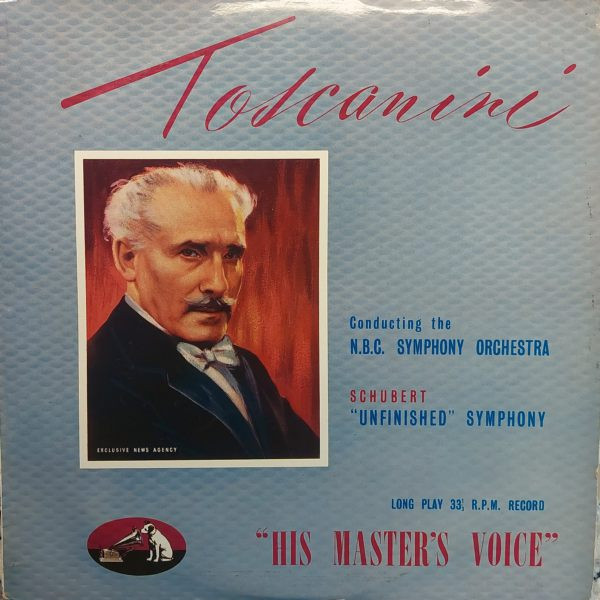 Toscanini
Conducting the
N.B.C. SYMPHONY ORCHESTRA
SCHUBERT
"UNFINISHED" SYMPHONY
EXCLUSIVE NEWS AGENCY
LONG PLAY 33⅓ R.P.M. RECORD
"HIS MASTER'S VOICE"